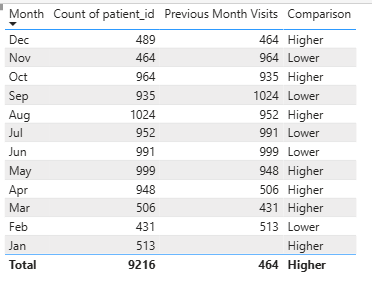 Month Count of patient_id Previous Month Visits Comparison
Dec 489 464 Higher
Nov 464 964 Lower
Oct 964 935 Higher
Sep 935 1024 Lower
Aug 1024 952 Higher
Jul 952 991 Lower
Jun 991 999 Lower
May 999 948 Higher
Apr 948 506 Higher
Mar 506 431 Higher
Feb 431 513 Lower
Jan 513 Higher
Total 9216 464 Higher